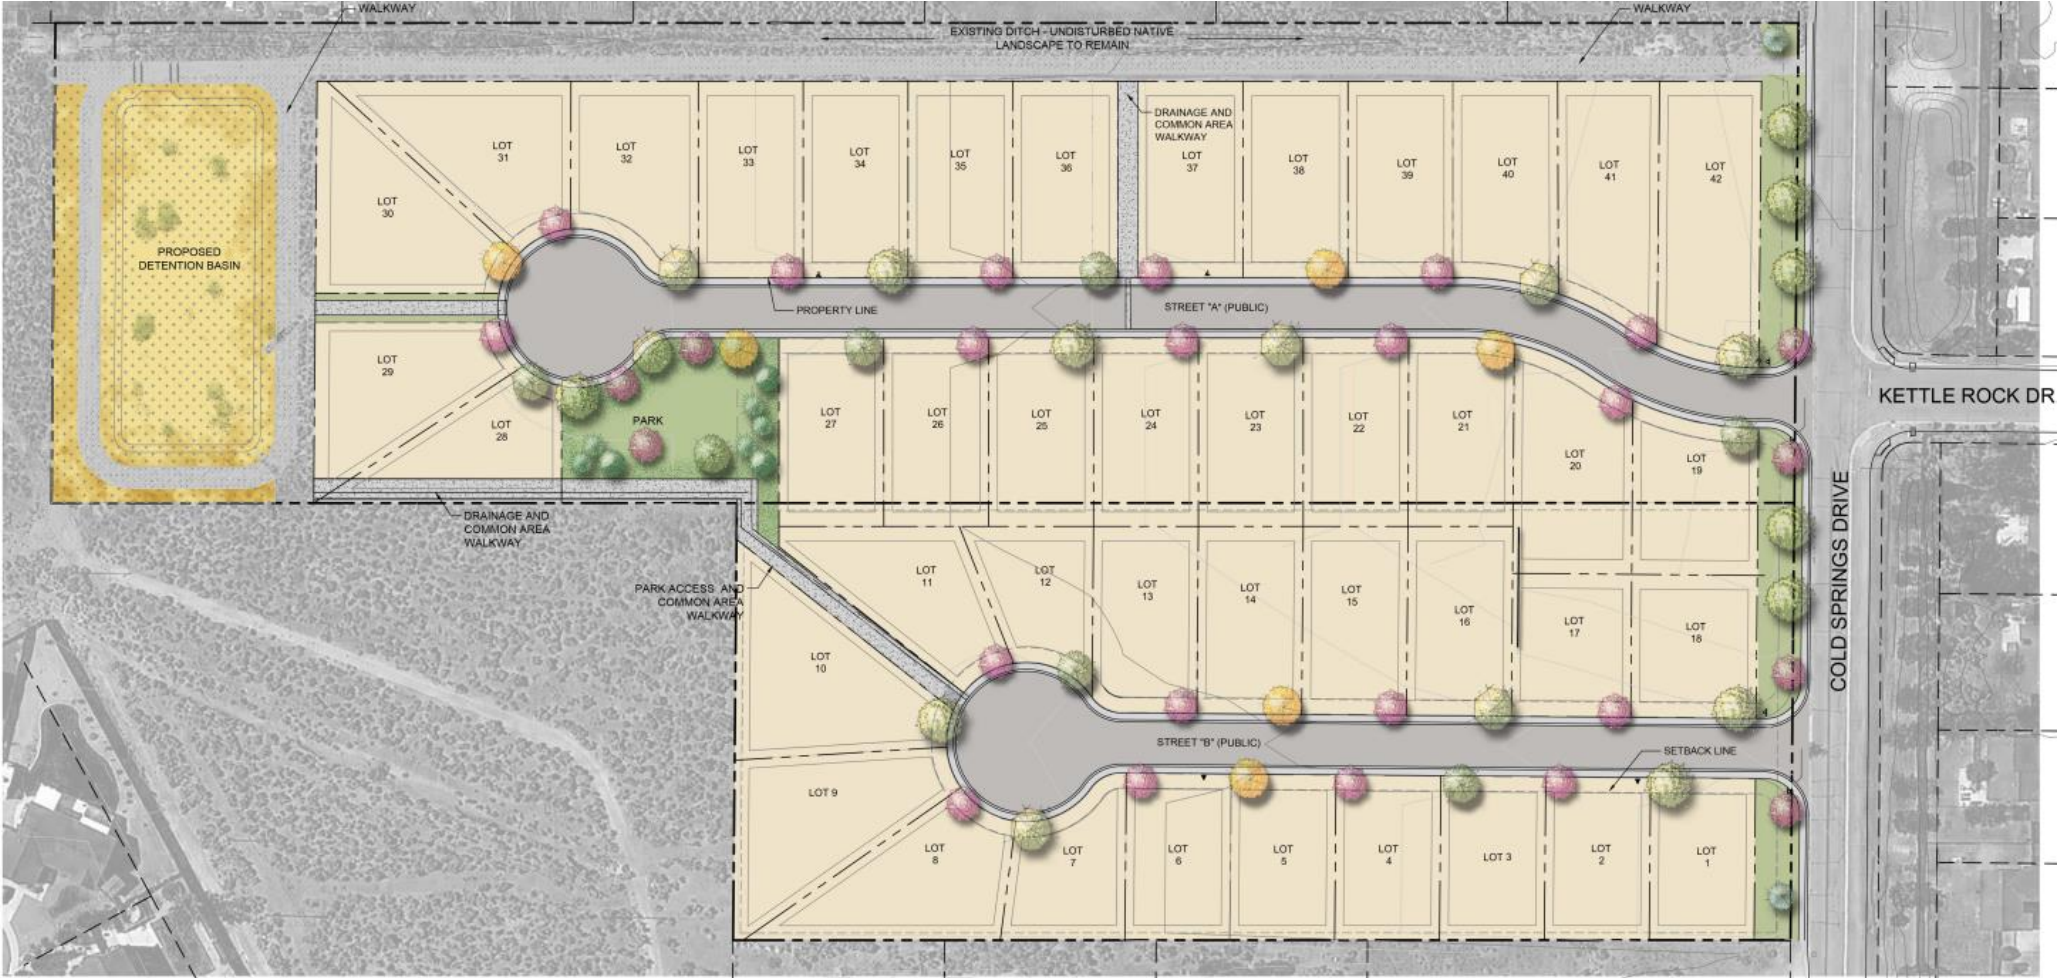 WALKWAY
WALKWAY
EXISTING DITCH - UNDISTURBED NATIVE
LANDSCAPE TO REMAIN
DRAINAGE AND
COMMON AREA
WALKWAY
LOT
31
LOT
32
LOT
33
LOT
34
LOT
35
LOT
36
LOT
37
LOT
38
LOT
39
LOT
40
LOT
41
LOT
42
LOT
30
PROPOSED
DETENTION BASIN
PROPERTY LINE
STREET "A" (PUBLIC)
LOT
29
KETTLE ROCK DR
LOT
28
PARK
LOT
27
LOT
26
LOT
25
LOT
24
LOT
23
LOT
22
LOT
21
LOT
20
LOT
19
COLD SPRINGS DRIVE
DRAINAGE AND
COMMON AREA
WALKWAY
PARK ACCESS AND
COMMON AREA
WALKWAY
LOT
11
LOT
12
LOT
13
LOT
14
LOT
15
LOT
16
LOT
17
LOT
18
LOT
10
STREET "B" (PUBLIC)
SETBACK LINE
LOT 9
LOT
8
LOT
7
LOT
6
LOT
5
LOT
4
LOT 3
LOT
2
LOT
1